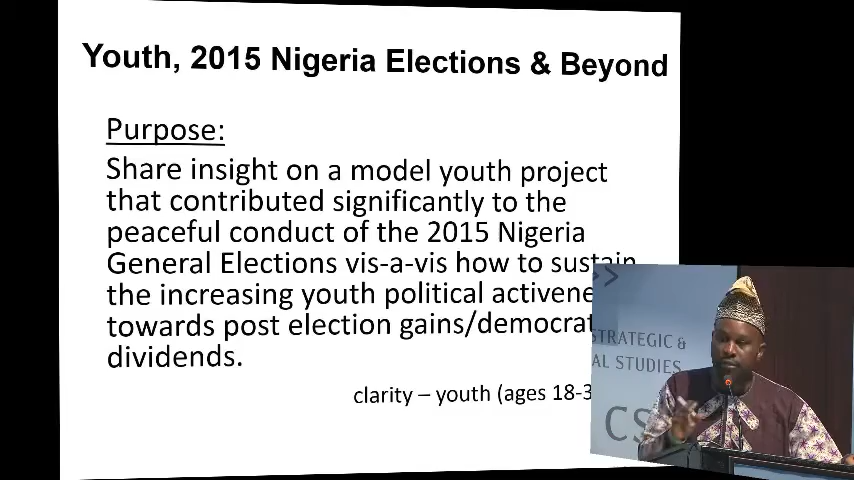 Youth, 2015 Nigeria Elections & Beyond
Purpose:
Share insight on a model youth project
that contributed significantly to the
peaceful conduct of the 2015 Nigeria
General Elections vis-a-vis how to sustain
the increasing youth political activene
towards post election gains/democrat
dividends.
clarity – youth (ages 18-3
>>
STRATEGIC &
AL STUDIES
CS